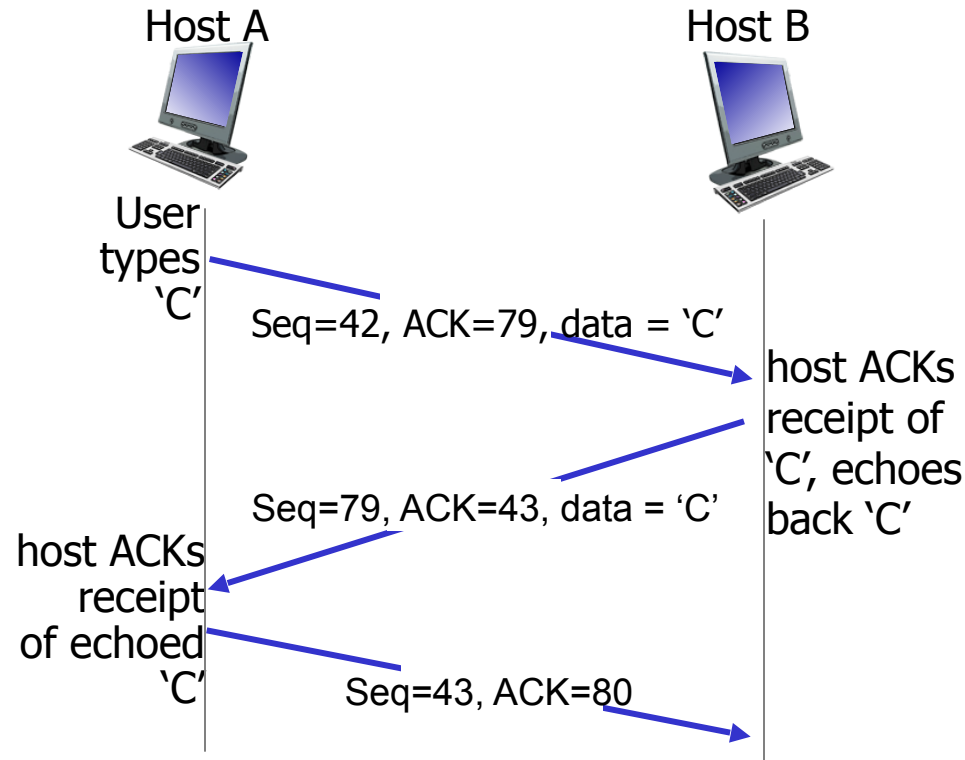 Host A
Host B
User
types
‘C’
Seq=42, ACK=79, data = ‘C’
host ACKs
receipt of
‘C’, echoes
back ‘C’
Seq=79, ACK=43, data = ‘C’
host ACKs
receipt
of echoed
‘C’
Seq=43, ACK=80